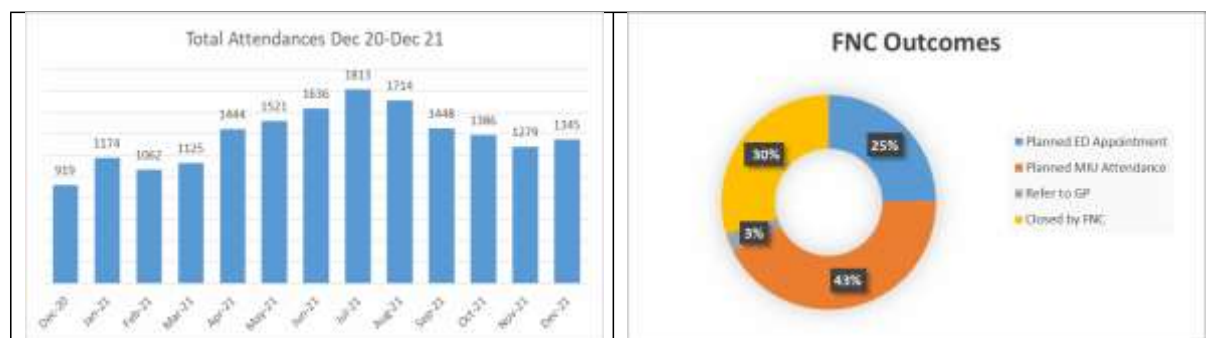 Total Attendances Dec 20-Dec 21
919
1174
1062
1125
1444
1521
1636
1813
1714
1448
1386
1279
1345
Dec-20
Jan-21
Feb-21
Mar-21
Apr-21
May-21
Jun-21
Jul-21
Aug-21
Sep-21
Oct-21
Nov-21
Dec-21
FNC Outcomes
25%
43%
3%
30%
Planned ED Appointment
Planned MIU Attendance
Refer to GP
Closed by FNC